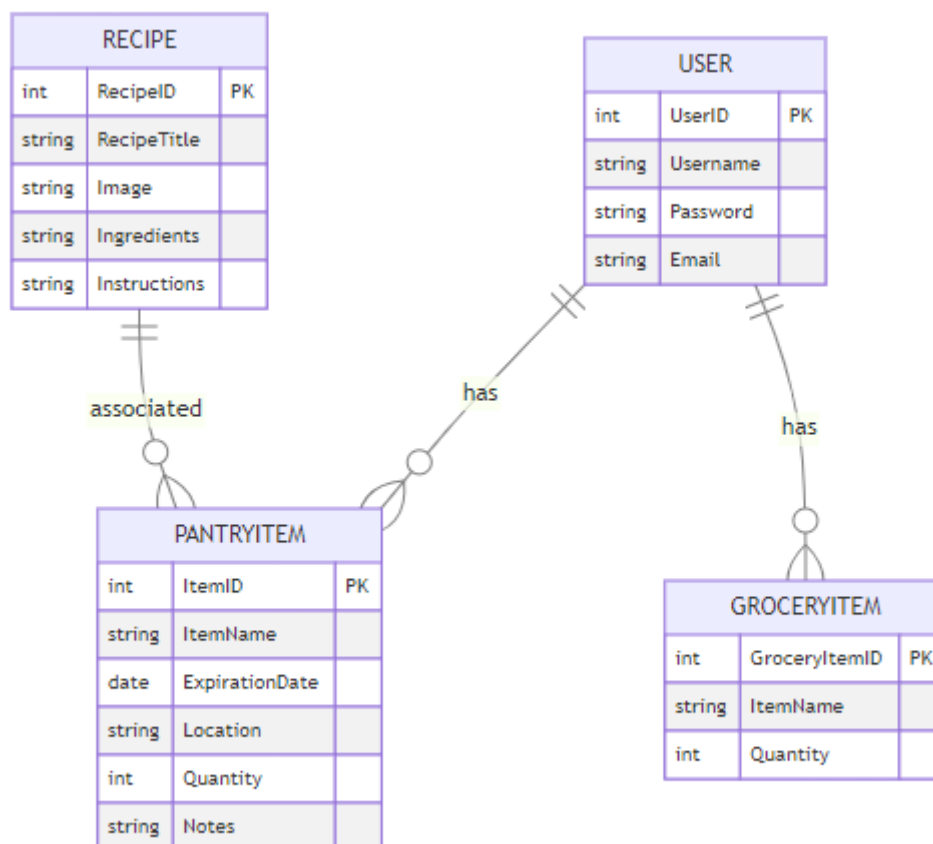 RECIPE
int RecipeID PK
string RecipeTitle
string Image
string Ingredients
string Instructions
USER
int UserID PK
string Username
string Password
string Email
associated
has
has
PANTRYITEM
int ItemID PK
string ItemName
date ExpirationDate
string Location
int Quantity
string Notes
GROCERYITEM
int GroceryItemID PK
string ItemName
int Quantity